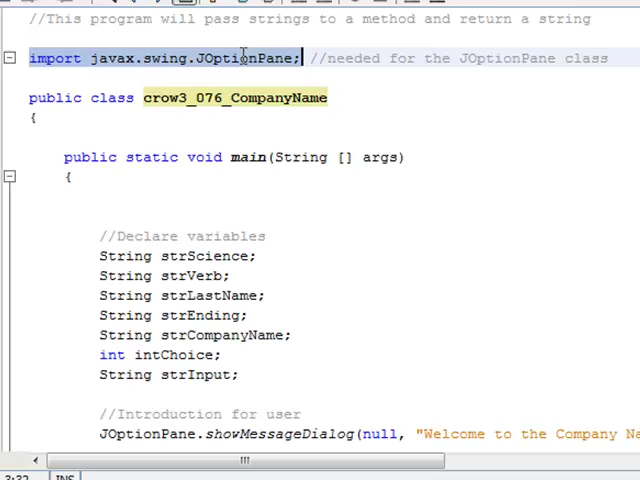 //This program will pass strings to a method and return a string
import javax.swing.JOptionPane; //needed for the JOptionPane class
public class crow3_076_CompanyName
{
public static void main(String [] args)
{
//Declare variables
String strScience;
String strVerb;
String strLastName;
String strEnding;
String strCompanyName;
int intChoice;
String strInput;
//Introduction for user
JOptionPane.showMessageDialog(null, "Welcome to the Company Na
3:32 INS